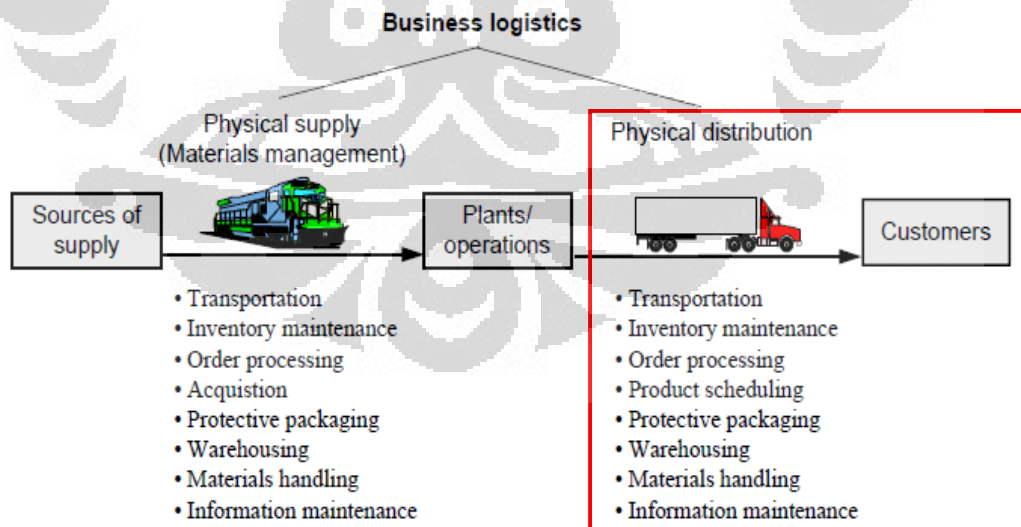 Business logistics
Physical supply
(Materials management)
Physical distribution
Sources of
supply
Plants/
operations
Customers
• Transportation
• Inventory maintenance
• Order processing
• Acquistion
• Protective packaging
• Warehousing
• Materials handling
• Information maintenance
• Transportation
• Inventory maintenance
• Order processing
• Product scheduling
• Protective packaging
• Warehousing
• Materials handling
• Information maintenance